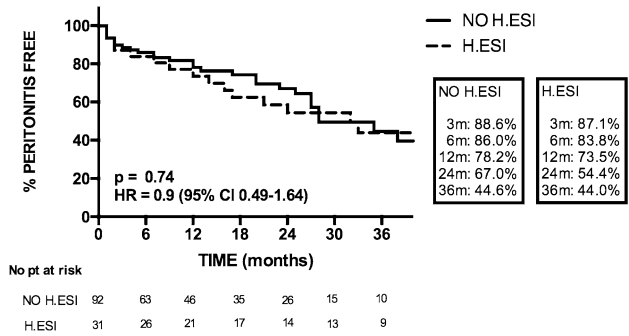 % PERITONITIS FREE
100
80
60
40
20
0
p = 0.74
HR = 0.9 (95% CI 0.49-1.64)
0 6 12 18 24 30 36
TIME (months)
NO H.ESI
H.ESI
NO H.ESI
3m: 88.6%
6m: 86.0%
12m: 78.2%
24m: 67.0%
36m: 44.6%
H.ESI
3m: 87.1%
6m: 83.8%
12m: 73.5%
24m: 54.4%
36m: 44.0%
No pt at risk
NO H.ESI 92 63 46 35 26 15 10
H.ESI 31 26 21 17 14 13 9